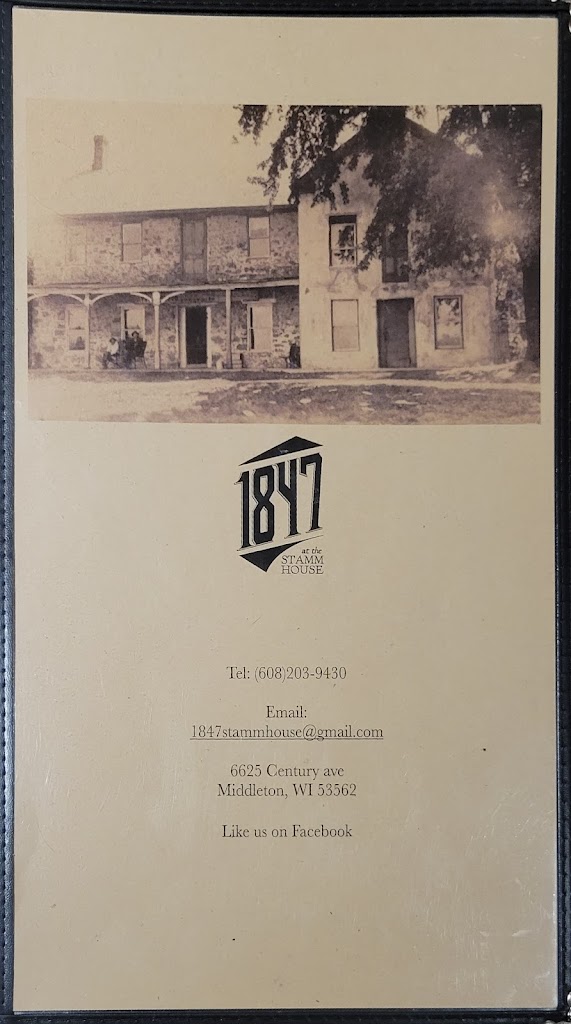 1847
at the
STAMM
HOUSE
Tel: (608)203-9430
Email:
1847stammhouse@gmail.com
6625 Century ave
Middleton, WI 53562
Like us on Facebook